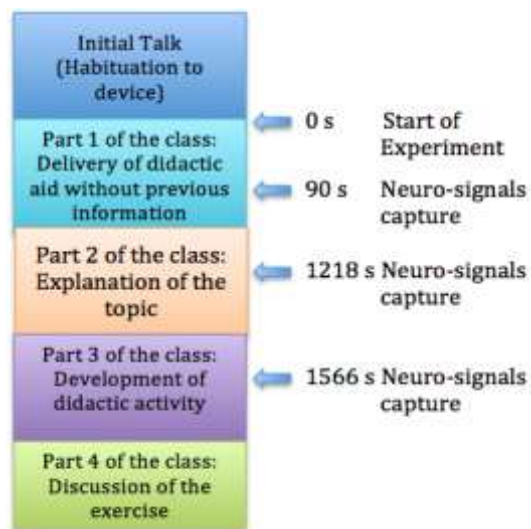 Initial Talk
(Habituation to
device)
0 s Start of
Experiment
Part 1 of the class:
Delivery of didactic
aid without previous
information
90 s Neuro-signals
capture
Part 2 of the class:
Explanation of the
topic
1218 s Neuro-signals
capture
Part 3 of the class:
Development of
didactic activity
1566 s Neuro-signals
capture
Part 4 of the class:
Discussion of the
exercise